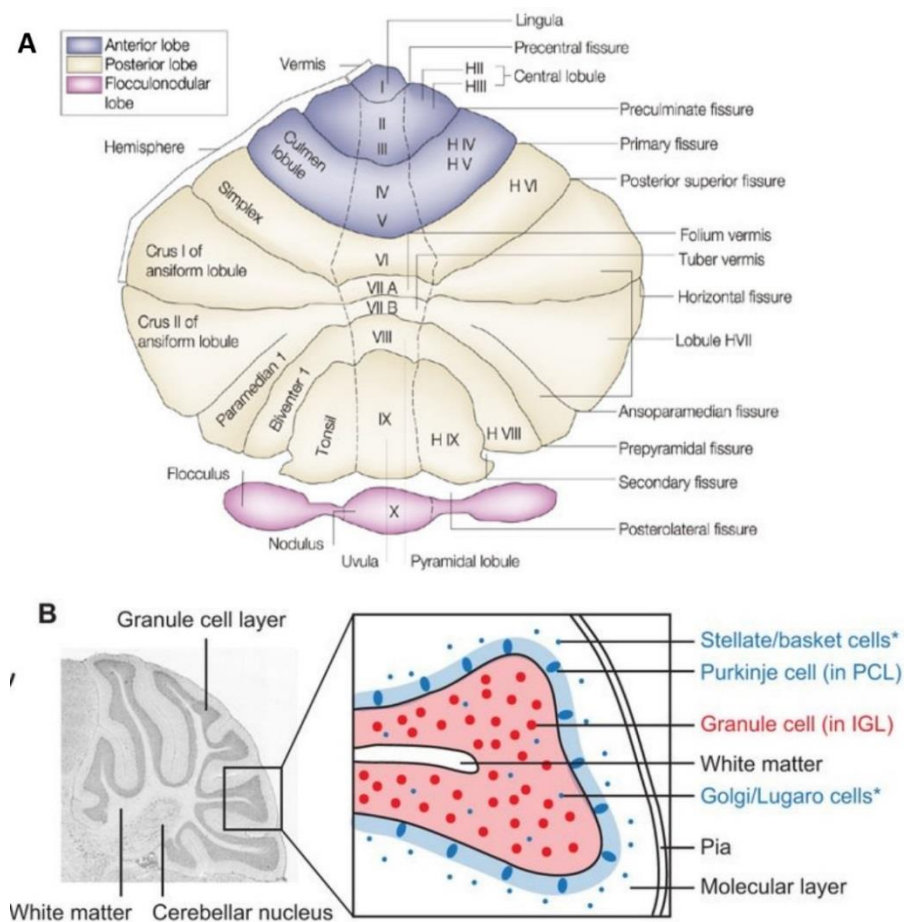 A
Anterior lobe
Posterior lobe
Flocculonodular
lobe
Lingula
Precentral fissure
Vermis
HII
HIII
Central lobule
I
Preculminate fissure
II
Hemisphere
Culmen
lobule
III
H IV
H V
Primary fissure
Simplex
H VI
Posterior superior fissure
IV
V
Folium vermis
Crus I of
ansiform lobule
VI
Tuber vermis
VII A
Horizontal fissure
VII B
Crus II of
ansiform lobule
VIII
Lobule HVII
Paramedian 1
Biventer 1
Tonsil
IX
H IX
H VIII
Ansoparamedian fissure
Prepyramidal fissure
Flocculus
Secondary fissure
X
Posterolateral fissure
Nodulus
Uvula
Pyramidal lobule
B
Granule cell layer
White matter
Cerebellar nucleus
Stellate/basket cells*
Purkinje cell (in PCL)
Granule cell (in IGL)
White matter
Golgi/Lugaro cells*
Pia
Molecular layer